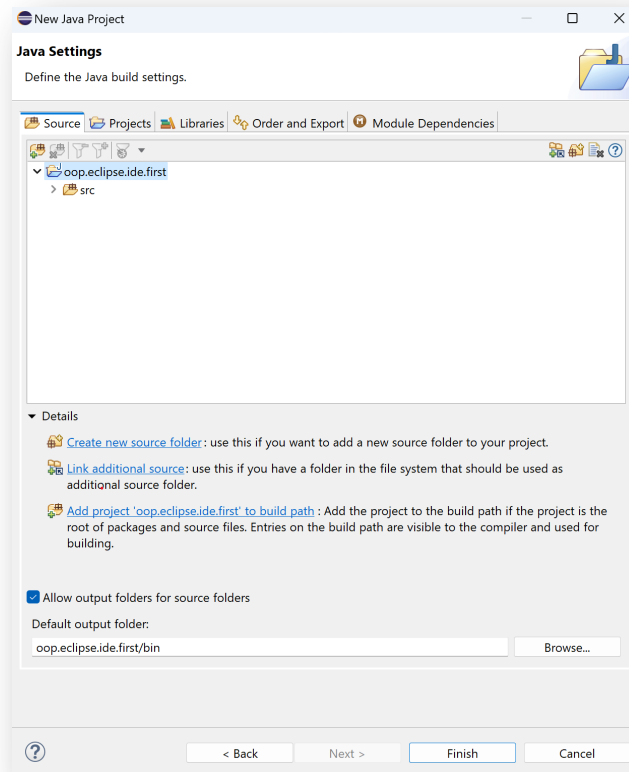 New Java Project
Java Settings
Define the Java build settings.
Source Projects Libraries Order and Export Module Dependencies
oop.eclipse.ide.first
src
Details
Create new source folder: use this if you want to add a new source folder to your project.
Link additional source: use this if you have a folder in the file system that should be used as
additional source folder.
Add project 'oop.eclipse.ide.first' to build path : Add the project to the build path if the project is the
root of packages and source files. Entries on the build path are visible to the compiler and used for
building.
Allow output folders for source folders
Default output folder:
oop.eclipse.ide.first/bin
Browse...
< Back Next > Finish Cancel